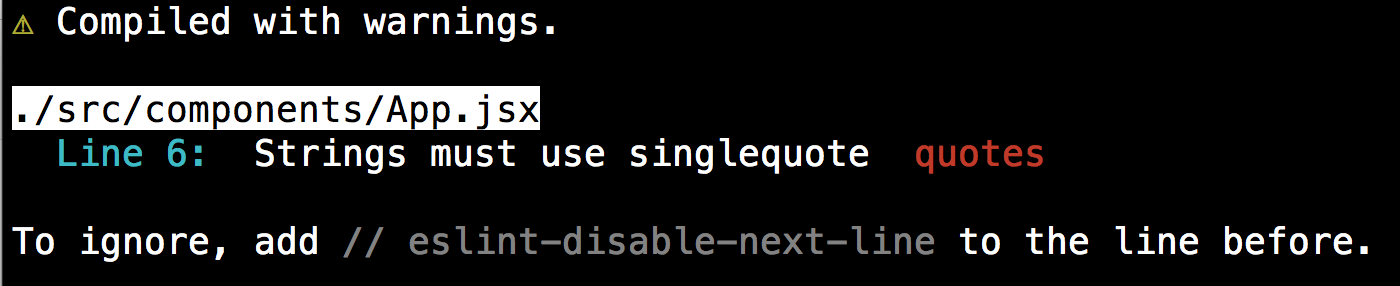 ⚠ Compiled with warnings.
./src/components/App.jsx
Line 6:  Strings must use singlequote  quotes
To ignore, add // eslint-disable-next-line to the line before.